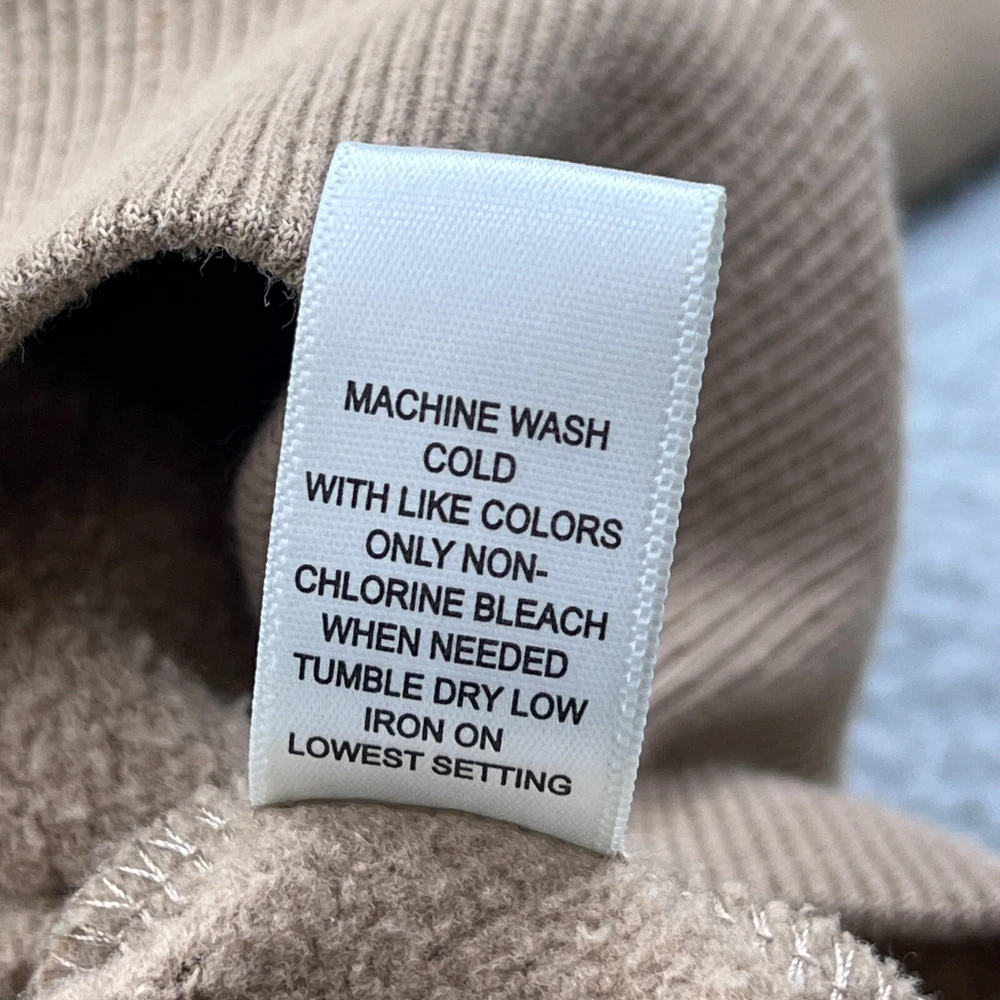 MACHINE WASH
COLD
WITH LIKE COLORS
ONLY NON-
CHLORINE BLEACH
WHEN NEEDED
TUMBLE DRY LOW
IRON ON
LOWEST SETTING